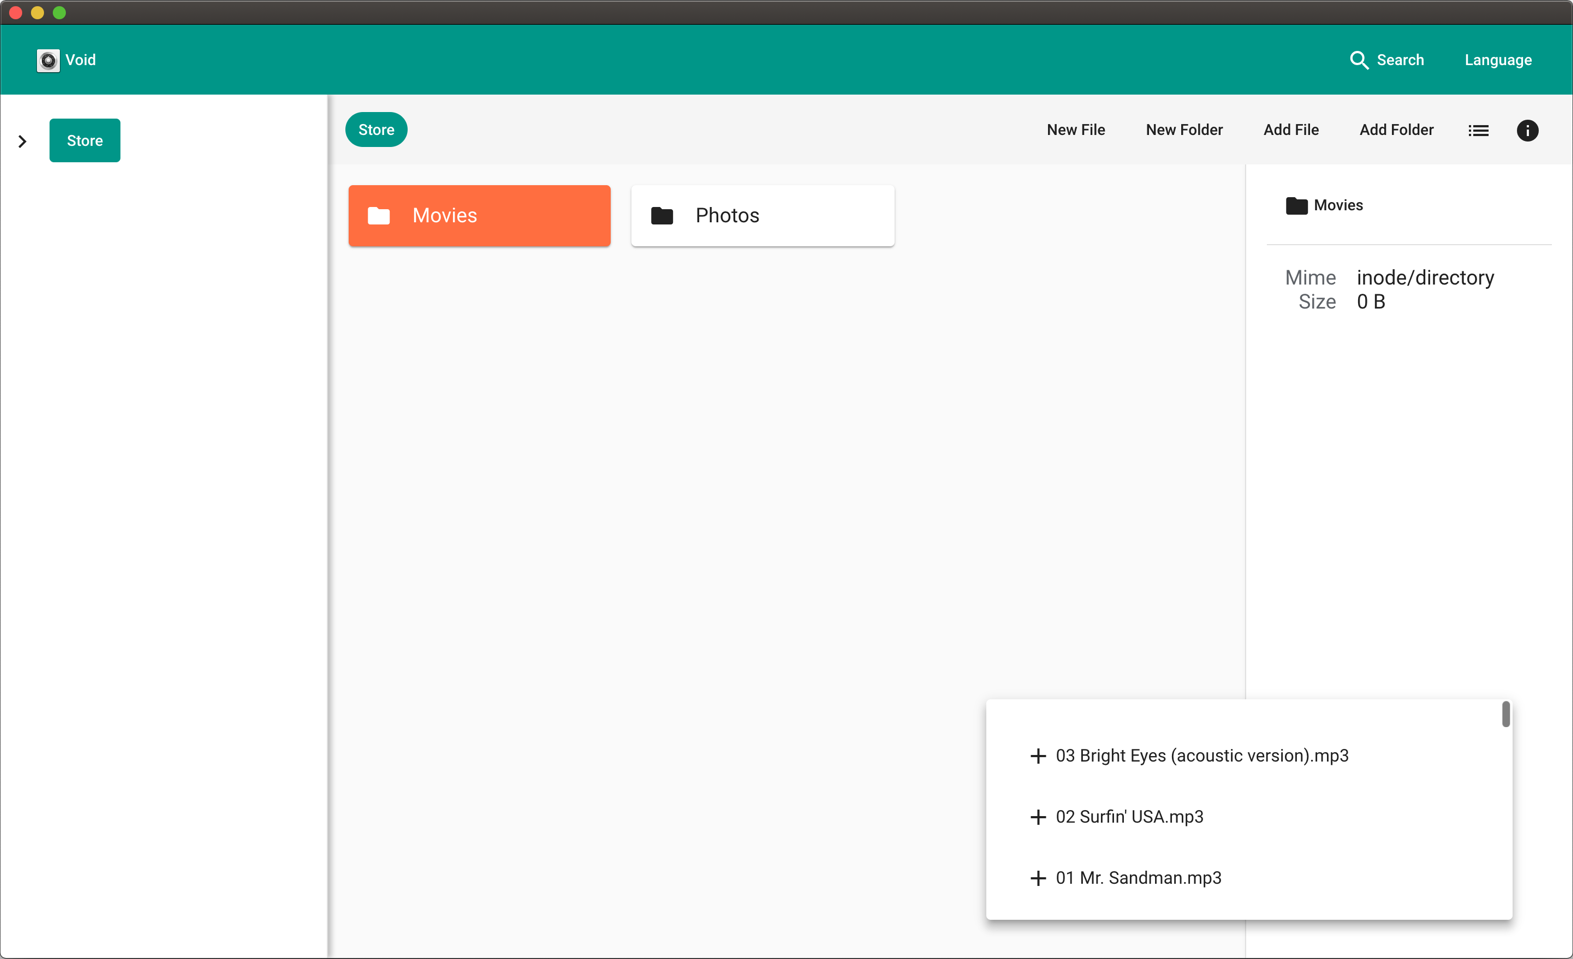 Void
Search
Language
Store
Store
New File
New Folder
Add File
Add Folder
Movies
Photos
Movies
Mime inode/directory
Size 0 B
03 Bright Eyes (acoustic version).mp3
02 Surfin' USA.mp3
01 Mr. Sandman.mp3